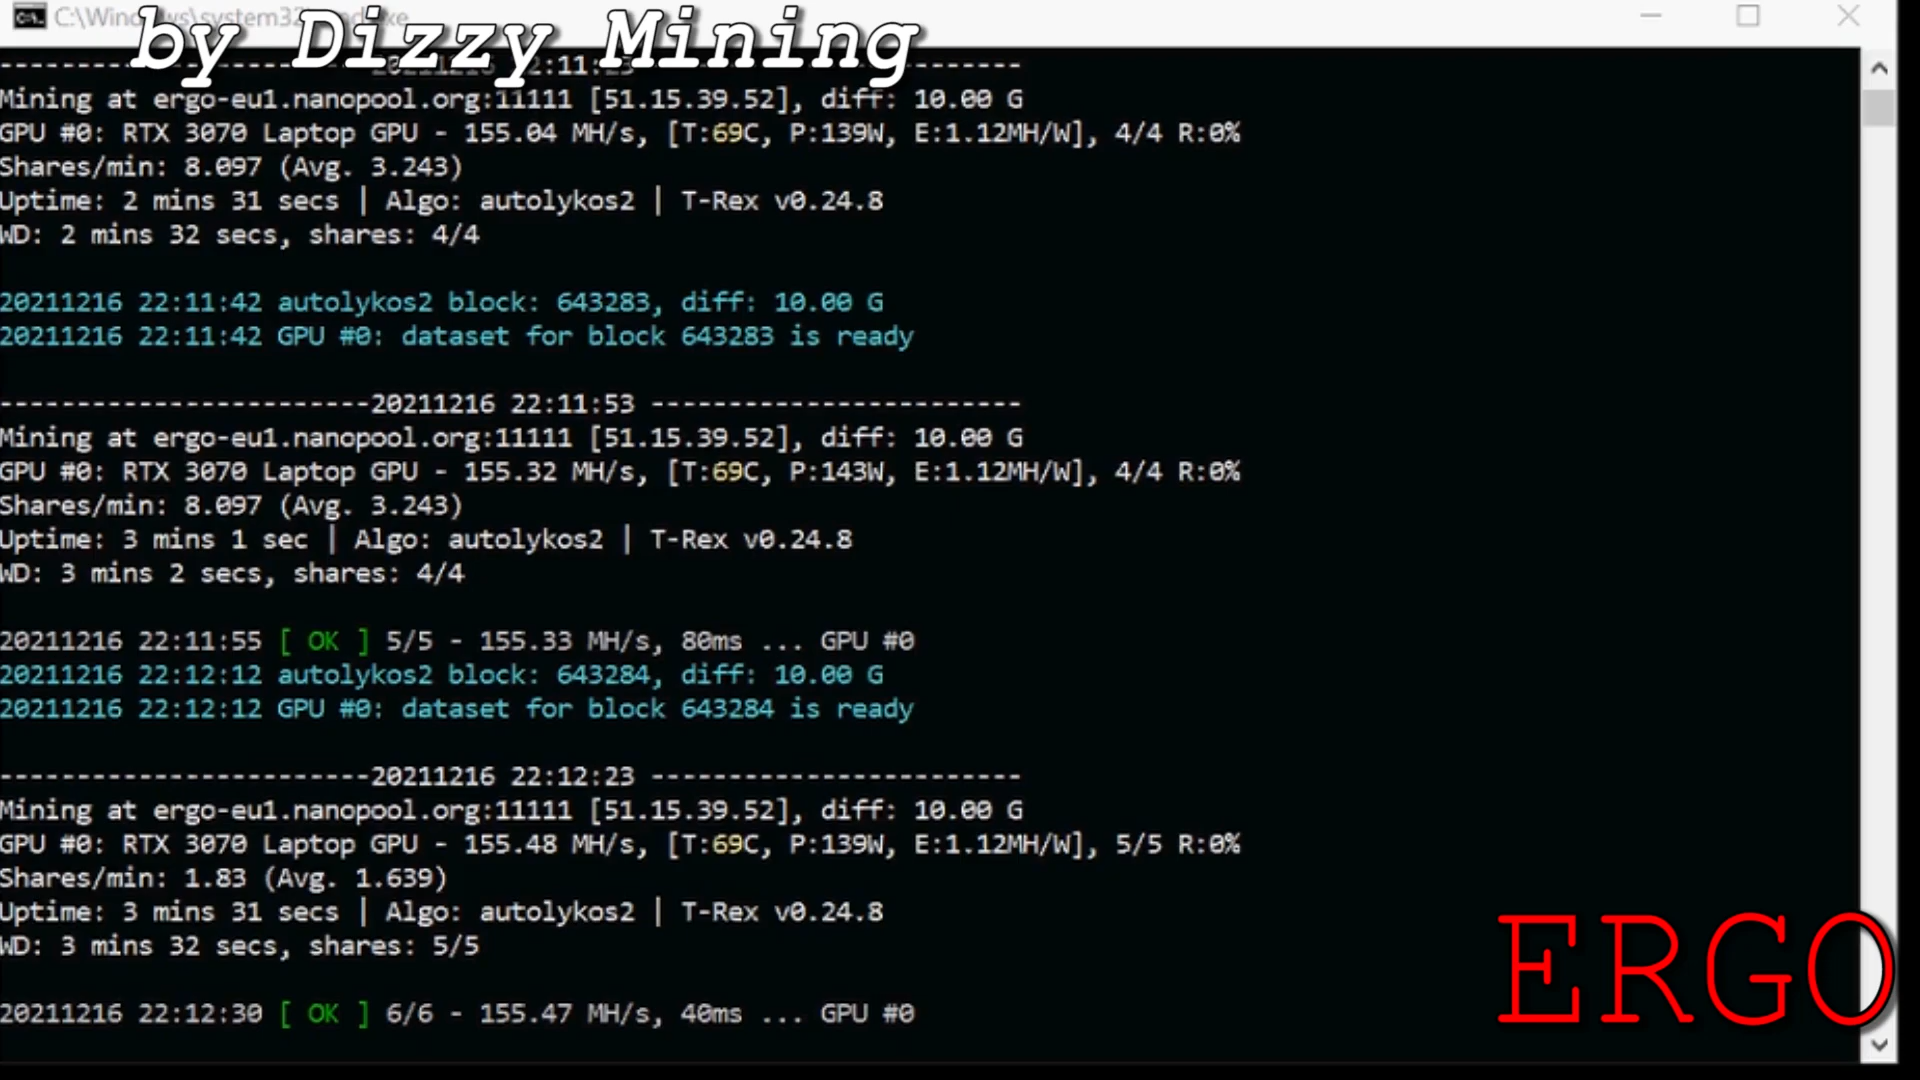 C:\Windows\system32\cmd.exe
by Dizzy Mining
------------------------20211216 22:11:23 ------------------------
Mining at ergo-eu1.nanopool.org:11111 [51.15.39.52], diff: 10.00 G
GPU #0: RTX 3070 Laptop GPU - 155.04 MH/s, [T:69C, P:139W, E:1.12MH/W], 4/4 R:0%
Shares/min: 8.097 (Avg. 3.243)
Uptime: 2 mins 31 secs | Algo: autolykos2 | T-Rex v0.24.8
WD: 2 mins 32 secs, shares: 4/4
20211216 22:11:42 autolykos2 block: 643283, diff: 10.00 G
20211216 22:11:42 GPU #0: dataset for block 643283 is ready
------------------------20211216 22:11:53 ------------------------
Mining at ergo-eu1.nanopool.org:11111 [51.15.39.52], diff: 10.00 G
GPU #0: RTX 3070 Laptop GPU - 155.32 MH/s, [T:69C, P:143W, E:1.12MH/W], 4/4 R:0%
Shares/min: 8.097 (Avg. 3.243)
Uptime: 3 mins 1 sec | Algo: autolykos2 | T-Rex v0.24.8
WD: 3 mins 2 secs, shares: 4/4
20211216 22:11:55 [ OK ] 5/5 - 155.33 MH/s, 80ms ... GPU #0
20211216 22:12:12 autolykos2 block: 643284, diff: 10.00 G
20211216 22:12:12 GPU #0: dataset for block 643284 is ready
------------------------20211216 22:12:23 ------------------------
Mining at ergo-eu1.nanopool.org:11111 [51.15.39.52], diff: 10.00 G
GPU #0: RTX 3070 Laptop GPU - 155.48 MH/s, [T:69C, P:139W, E:1.12MH/W], 5/5 R:0%
Shares/min: 1.83 (Avg. 1.639)
Uptime: 3 mins 31 secs | Algo: autolykos2 | T-Rex v0.24.8
WD: 3 mins 32 secs, shares: 5/5
20211216 22:12:30 [ OK ] 6/6 - 155.47 MH/s, 40ms ... GPU #0
ERGO